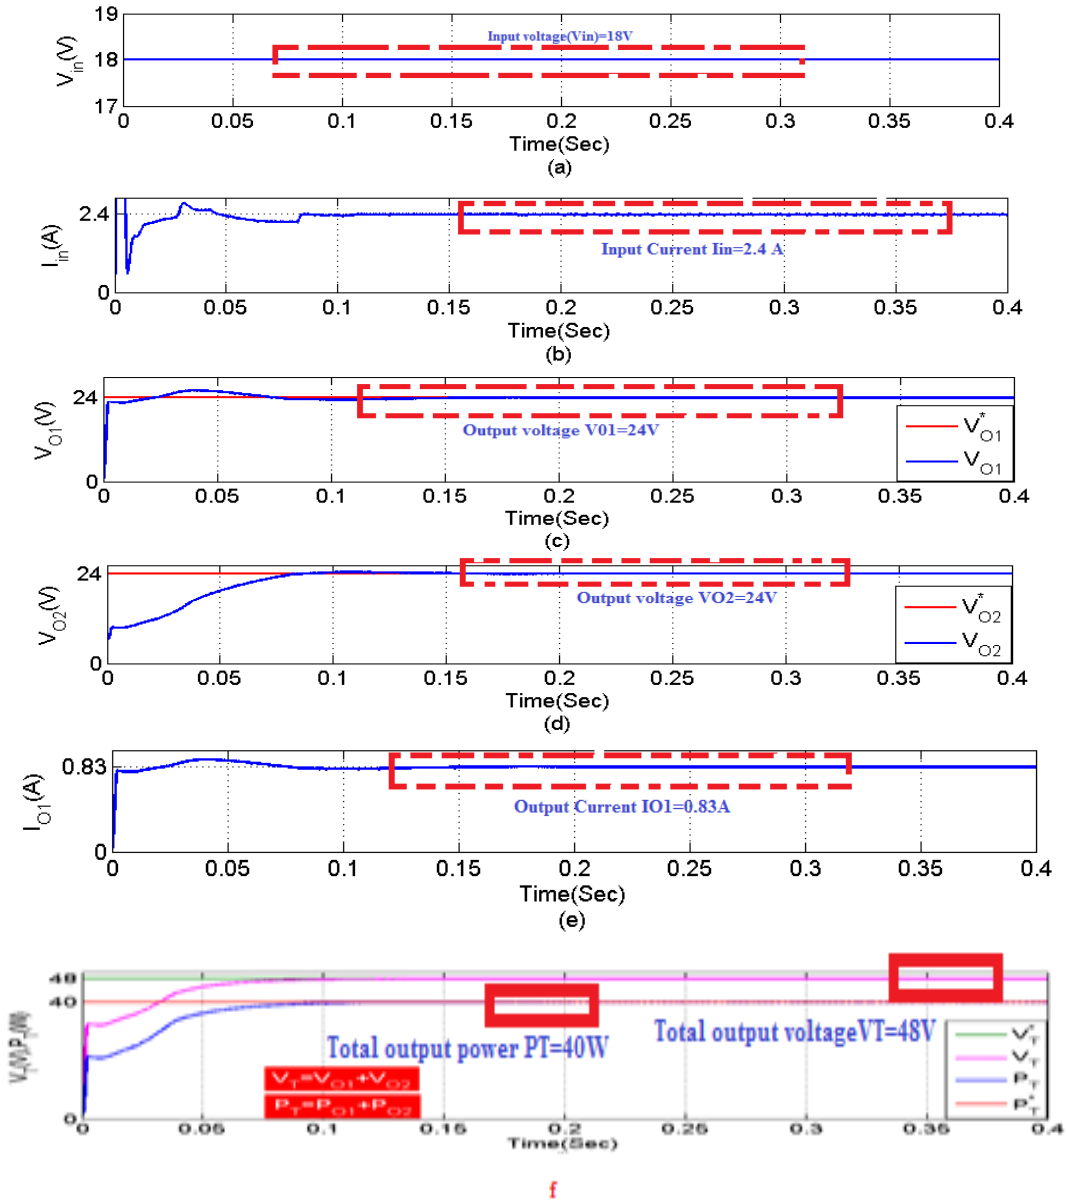 19
Input voltage(Vin)=18V
18
17
V_in(V)
0 0.05 0.1 0.15 0.2 0.25 0.3 0.35 0.4
Time(Sec)
(a)
2.4
Input Current Iin=2.4 A
I_in(A)
0
0 0.05 0.1 0.15 0.2 0.25 0.3 0.35 0.4
Time(Sec)
(b)
24
V_O1(V)
Output voltage V01=24V
V*_O1
V_O1
0
0 0.05 0.1 0.15 0.2 0.25 0.3 0.35 0.4
Time(Sec)
(c)
24
V_O2(V)
Output voltage VO2=24V
V*_O2
V_O2
0
0 0.05 0.1 0.15 0.2 0.25 0.3 0.35 0.4
Time(Sec)
(d)
0.83
I_O1(A)
Output Current IO1=0.83A
0
0 0.05 0.1 0.15 0.2 0.25 0.3 0.35 0.4
Time(Sec)
(e)
48
40
V_T(V),P_T(W)
Total output power PT=40W
Total output voltageVT=48V
V_T=V_O1+V_O2
P_T=P_O1+P_O2
V*_T
V_T
P_T
P*_T
0
0 0.05 0.1 0.15 0.2 0.25 0.3 0.35 0.4
Time(Sec)
f